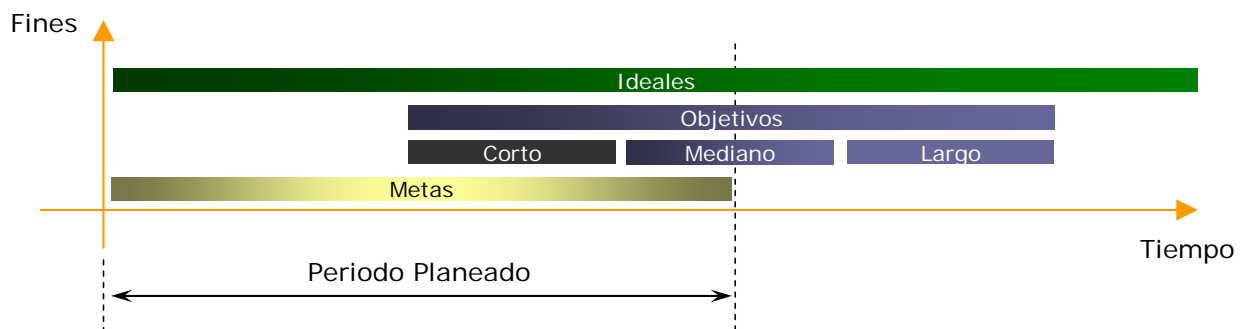 Fines
Ideales
Objetivos
Corto Mediano Largo
Metas
Tiempo
Periodo Planeado